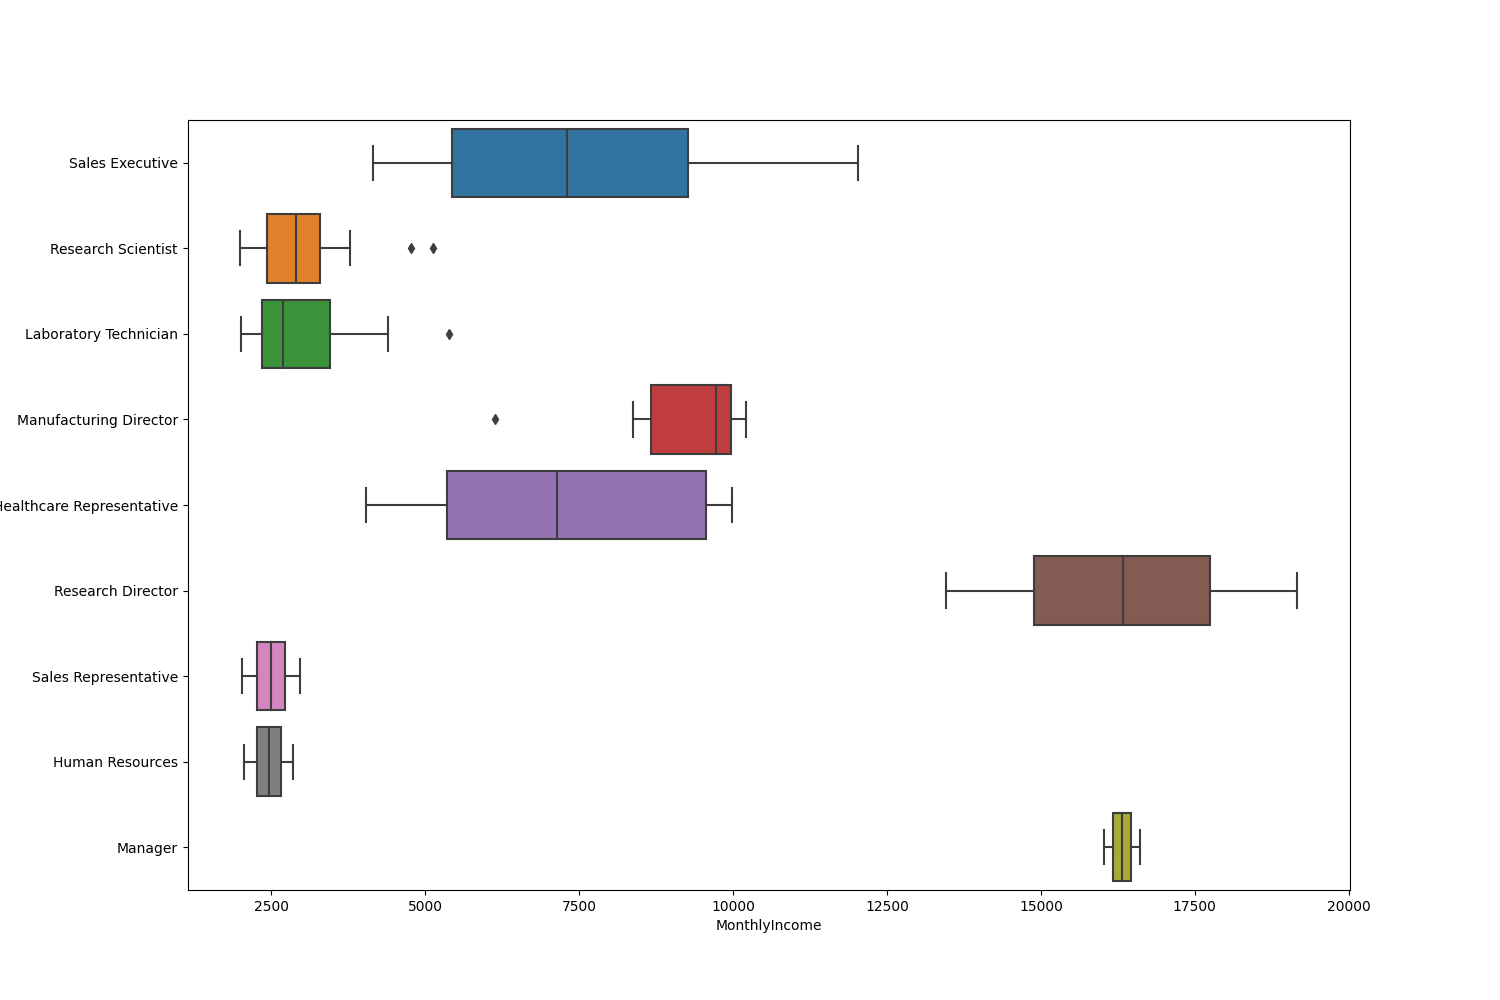 Sales Executive
Research Scientist
Laboratory Technician
Manufacturing Director
ealthcare Representative
Research Director
Sales Representative
Human Resources
Manager
2500 5000 7500 10000 12500 15000 17500 20000
MonthlyIncome